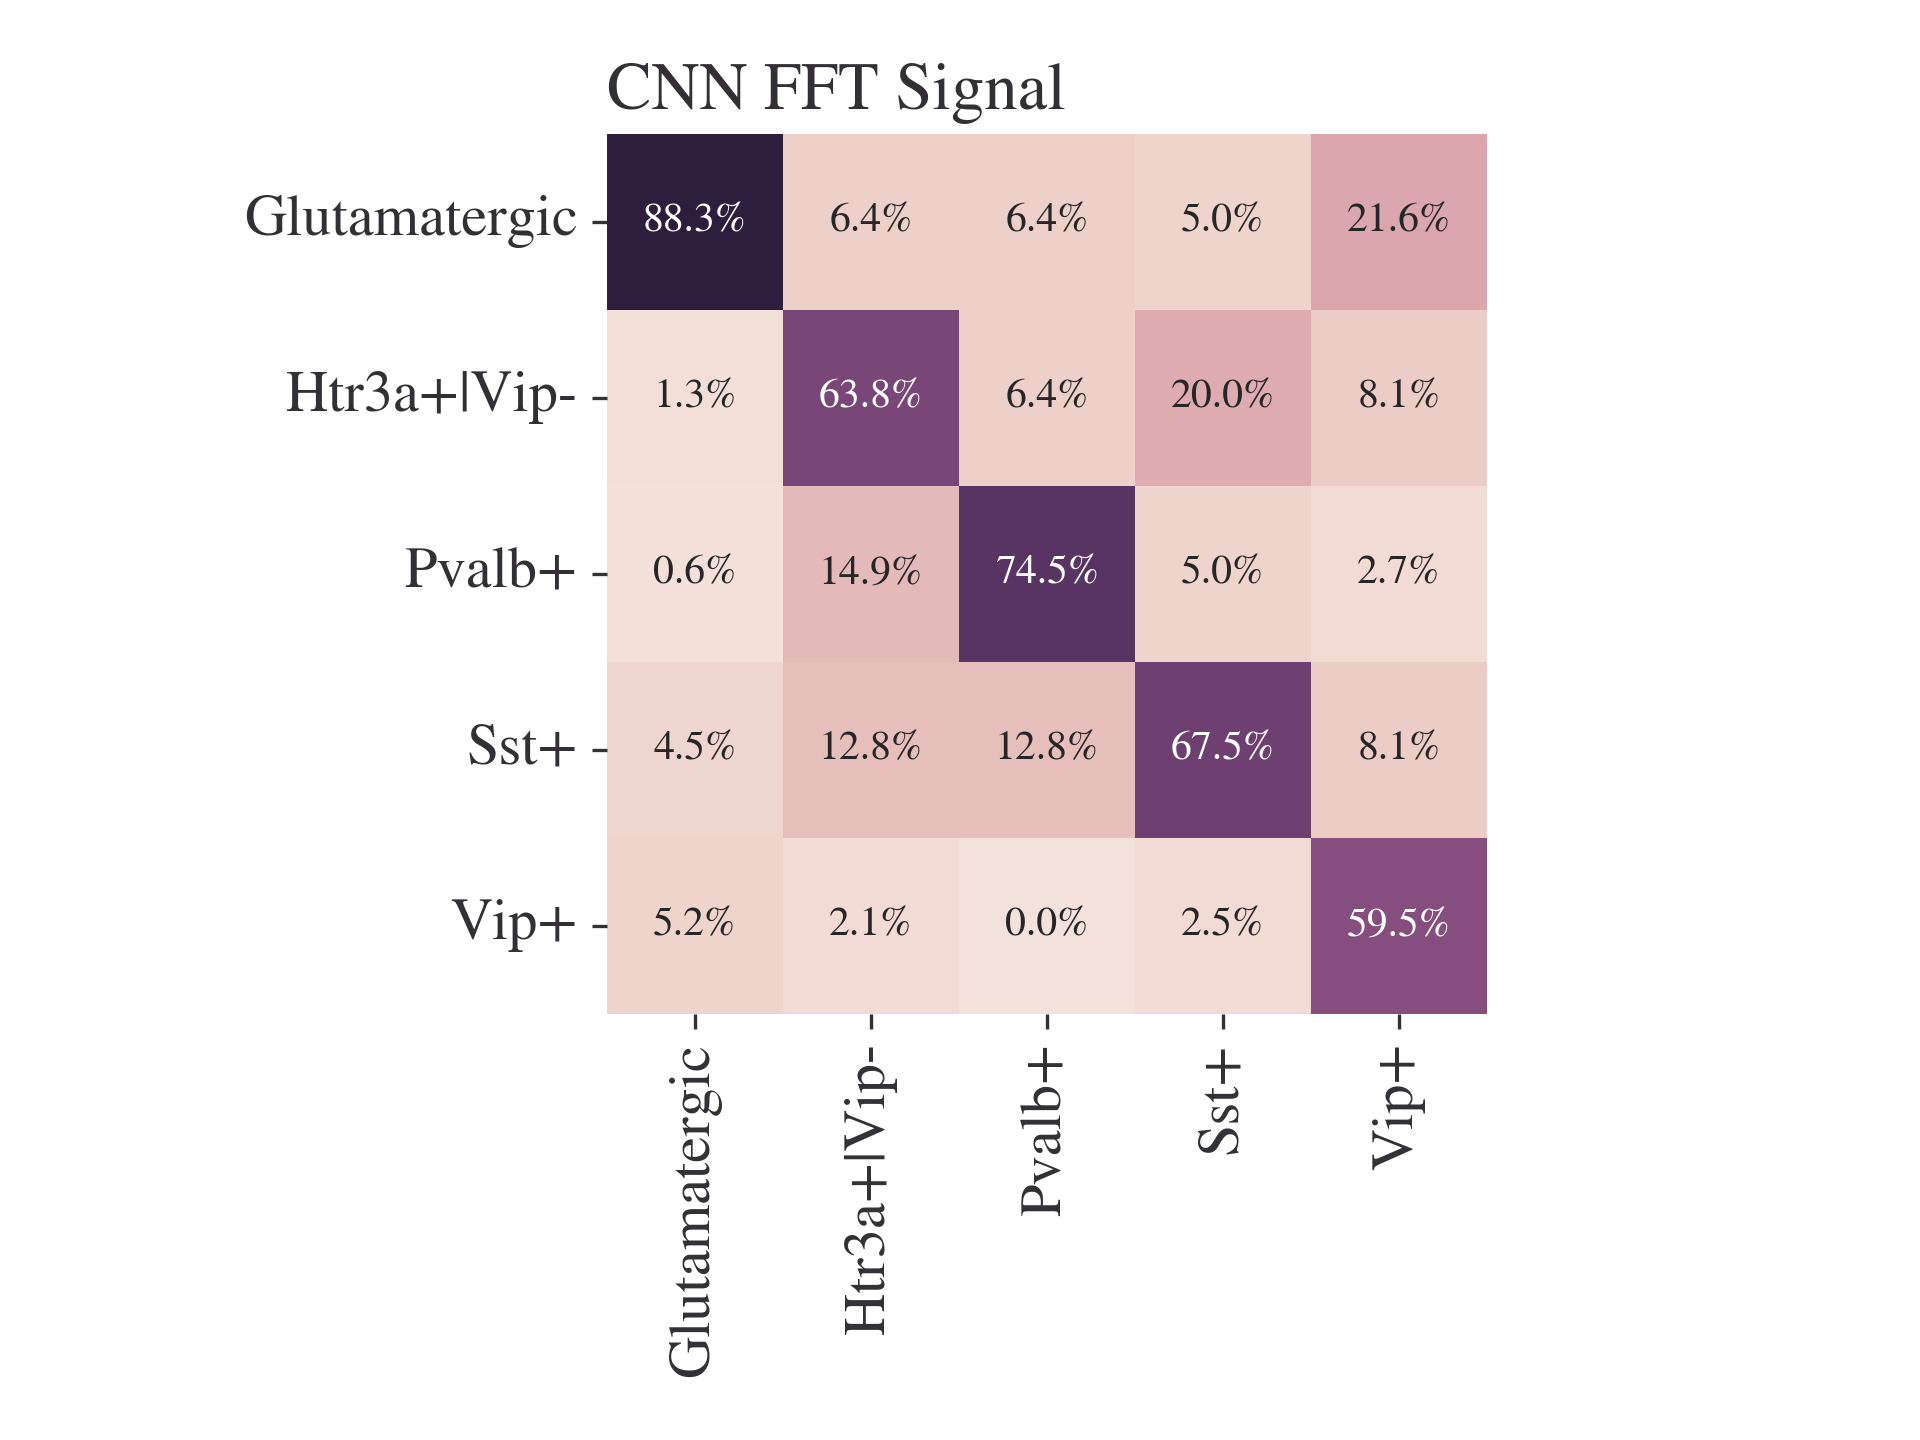 CNN FFT Signal
Glutamatergic 88.3% 6.4% 6.4% 5.0% 21.6%
Htr3a+|Vip- 1.3% 63.8% 6.4% 20.0% 8.1%
Pvalb+ 0.6% 14.9% 74.5% 5.0% 2.7%
Sst+ 4.5% 12.8% 12.8% 67.5% 8.1%
Vip+ 5.2% 2.1% 0.0% 2.5% 59.5%
Glutamatergic
Htr3a+|Vip-
Pvalb+
Sst+
Vip+